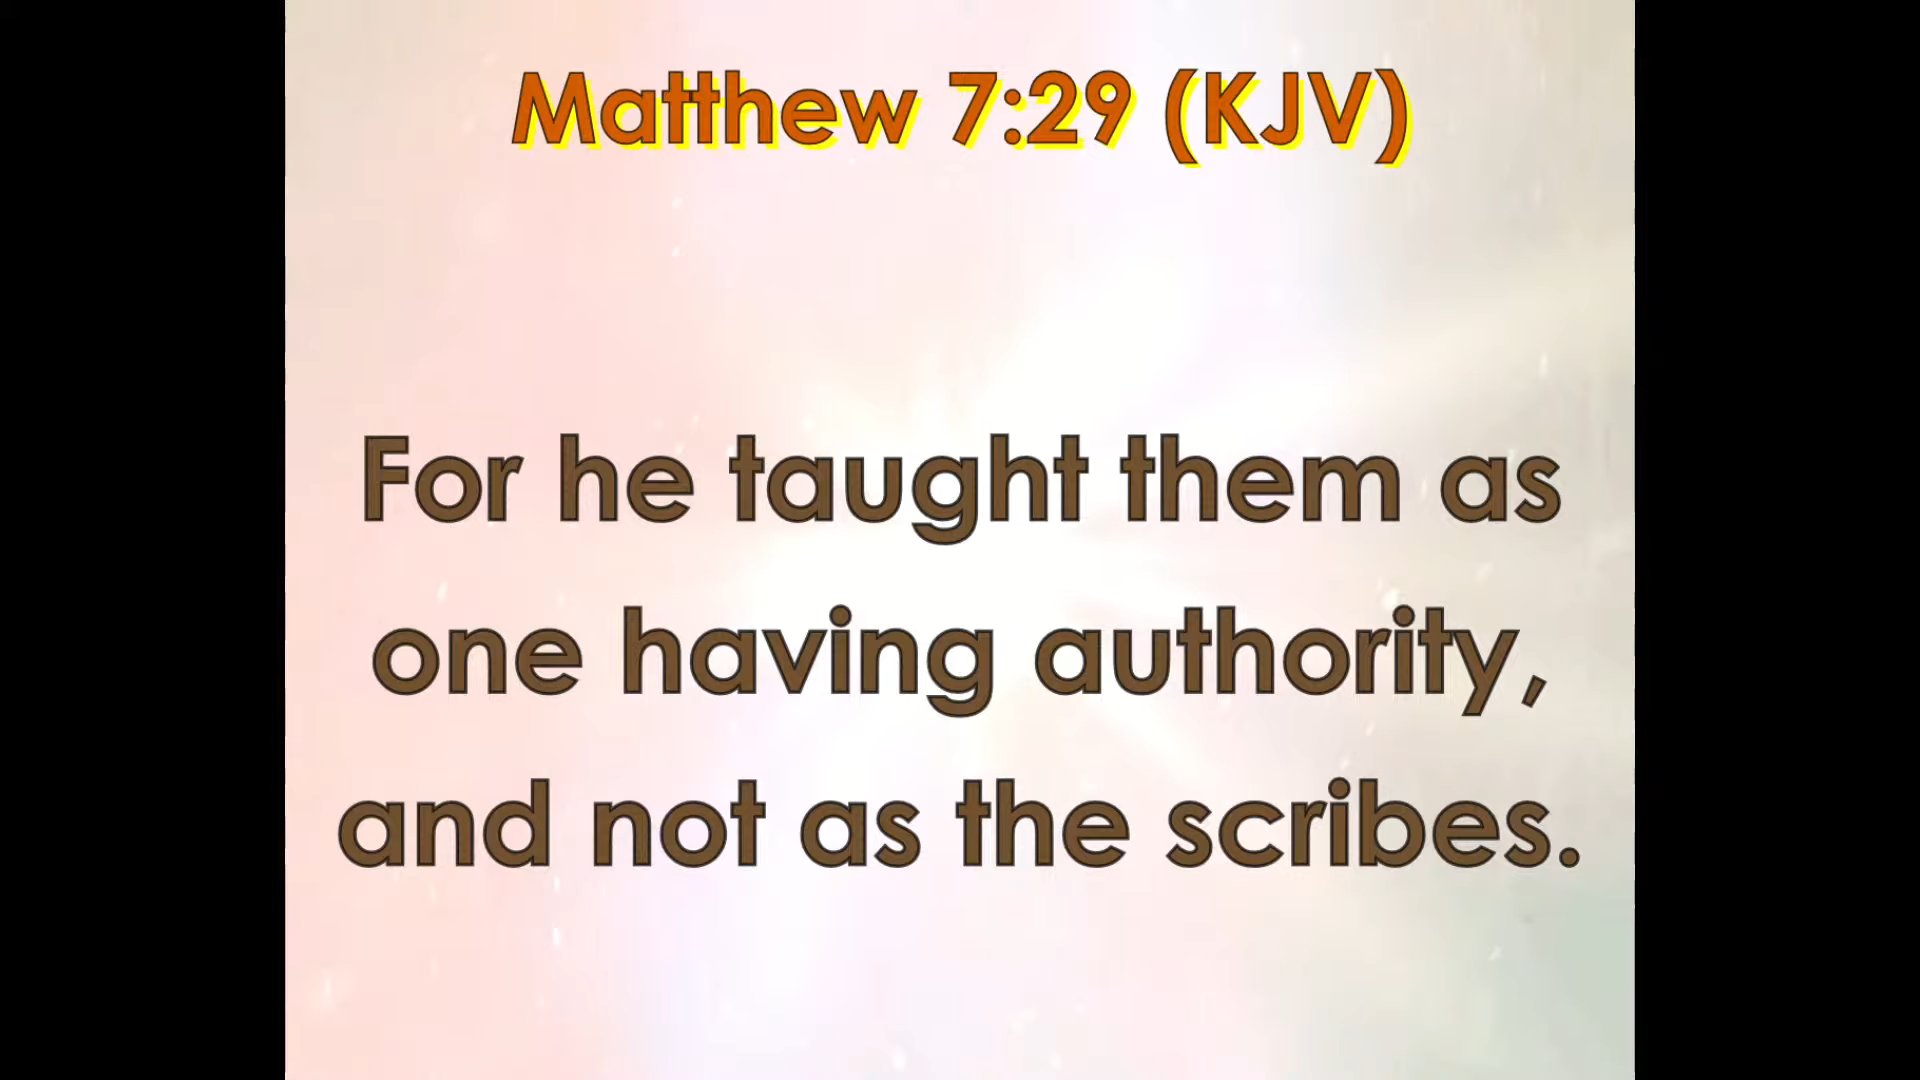 Matthew 7:29 (KJV)
For he taught them as
one having authority,
and not as the scribes.